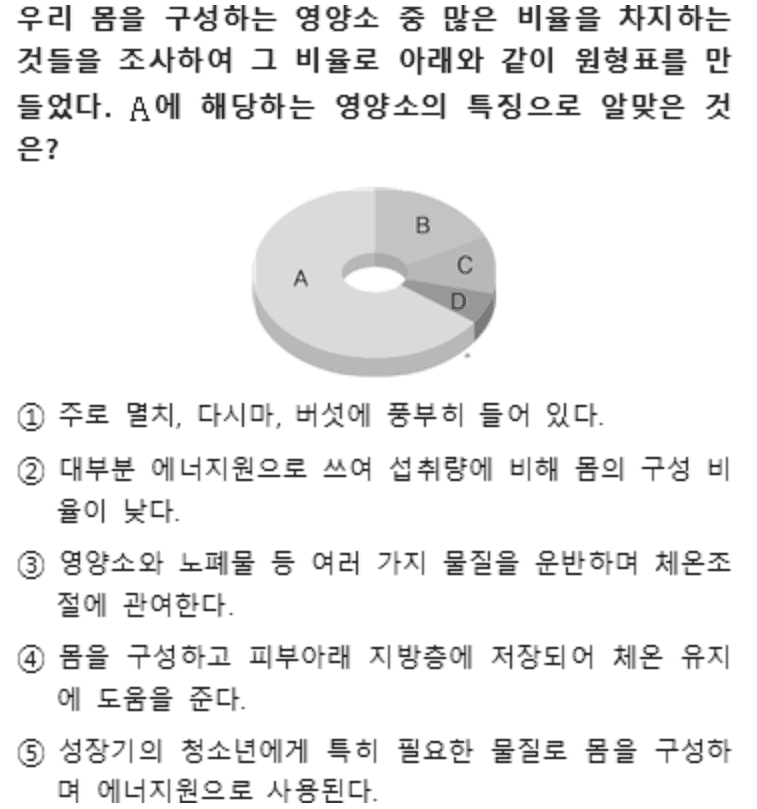 우리 몸을 구성하는 영양소 중 많은 비율을 차지하는
것들을 조사하여 그 비율로 아래와 같이 원형표를 만
들었다. A에 해당하는 영양소의 특징으로 알맞은 것
은?
B
A
C
D
① 주로 멸치, 다시마, 버섯에 풍부히 들어 있다.
② 대부분 에너지원으로 쓰여 섭취량에 비해 몸의 구성 비
율이 낮다.
③ 영양소와 노폐물 등 여러 가지 물질을 운반하며 체온조
절에 관여한다.
④ 몸을 구성하고 피부아래 지방층에 저장되어 체온 유지
에 도움을 준다.
⑤ 성장기의 청소년에게 특히 필요한 물질로 몸을 구성하
며 에너지원으로 사용된다.